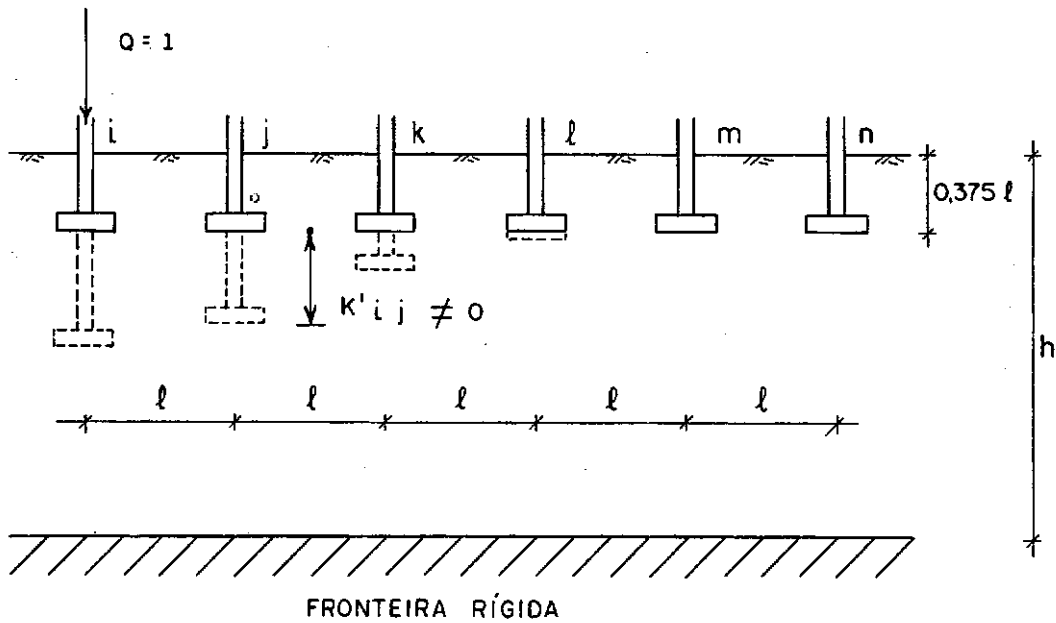 Q = 1
i j k ℓ m n
0,375 ℓ
K' i j ≠ 0
h
ℓ ℓ ℓ ℓ ℓ
FRONTEIRA RÍGIDA